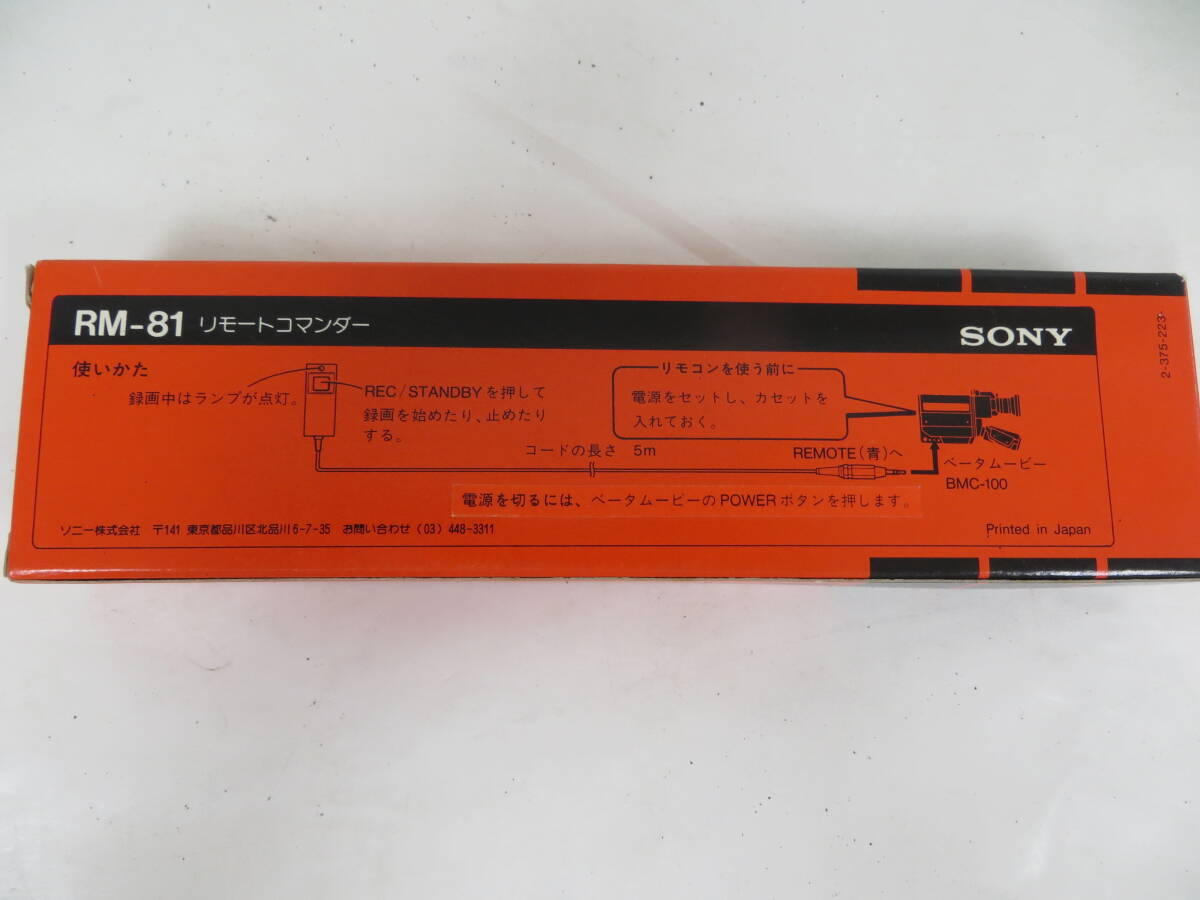 RM-81 リモートコマンダー
SONY
使いかた
録画中はランプが点灯。
REC/STANDBYを押して
録画を始めたり、止めたり
する。
リモコンを使う前に
電源をセットし、カセットを
入れておく。
コードの長さ 5m
REMOTE(青)へ
ベータムービー
BMC-100
電源を切るには、ベータムービーのPOWERボタンを押します。
ソニー株式会社 〒141 東京都品川区北品川6-7-35 お問い合わせ (03) 448-3311
Printed in Japan
2-375-223-